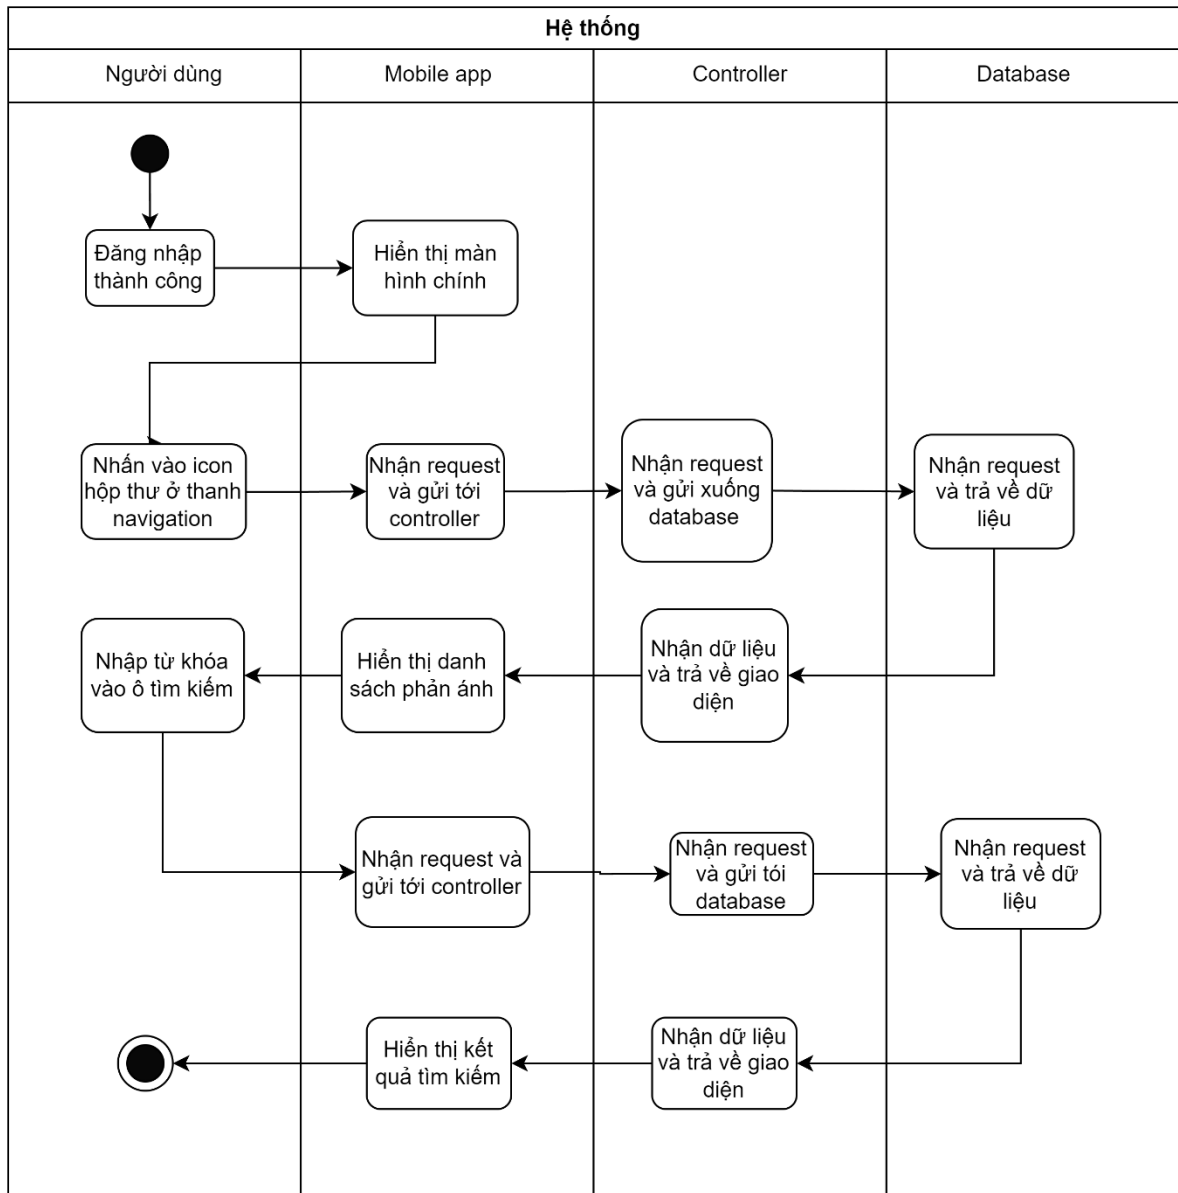 Hệ thống
Người dùng
Mobile app
Controller
Database
Đăng nhập
thành công
Hiển thị màn
hình chính
Nhấn vào icon
hộp thư ở thanh
navigation
Nhận request
và gửi tới
controller
Nhận request
và gửi xuống
database
Nhận request
và trả về dữ
liệu
Nhập từ khóa
vào ô tìm kiếm
Hiển thị danh
sách phản ánh
Nhận dữ liệu
và trả về giao
diện
Nhận request và
gửi tới controller
Nhận request
và gửi tói
database
Nhận request
và trả về dữ
liệu
Hiển thị kết
quả tìm kiếm
Nhận dữ liệu
và trả về giao
diện